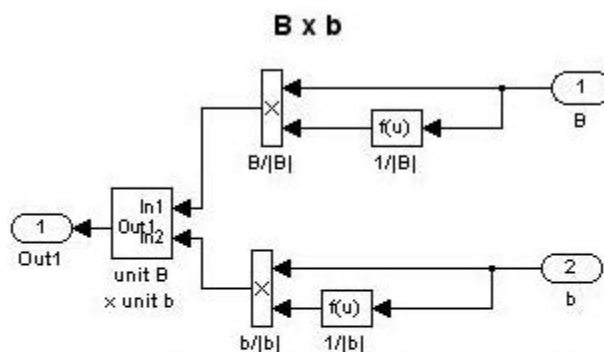 B x b
1
B
×
f(u)
B/|B|
1/|B|
In1
Out1
In2
1
Out1
unit B
× unit b
2
b
×
f(u)
b/|b|
1/|b|